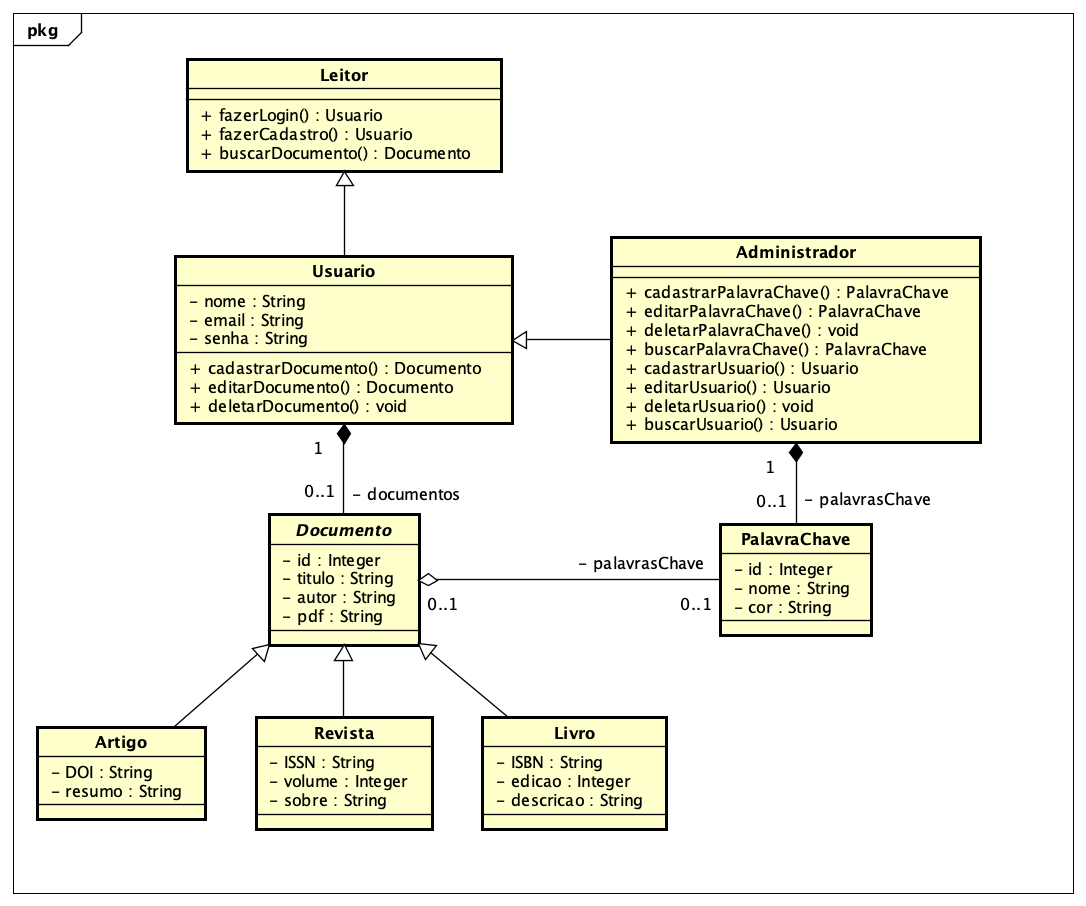 pkg
Leitor
+ fazerLogin() : Usuario
+ fazerCadastro() : Usuario
+ buscarDocumento() : Documento
Usuario
- nome : String
- email : String
- senha : String
+ cadastrarDocumento() : Documento
+ editarDocumento() : Documento
+ deletarDocumento() : void
Administrador
+ cadastrarPalavraChave() : PalavraChave
+ editarPalavraChave() : PalavraChave
+ deletarPalavraChave() : void
+ buscarPalavraChave() : PalavraChave
+ cadastrarUsuario() : Usuario
+ editarUsuario() : Usuario
+ deletarUsuario() : void
+ buscarUsuario() : Usuario
1
0..1
- documentos
1
0..1
- palavrasChave
Documento
- id : Integer
- titulo : String
- autor : String
- pdf : String
- palavrasChave
0..1
0..1
PalavraChave
- id : Integer
- nome : String
- cor : String
Artigo
- DOI : String
- resumo : String
Revista
- ISSN : String
- volume : Integer
- sobre : String
Livro
- ISBN : String
- edicao : Integer
- descricao : String